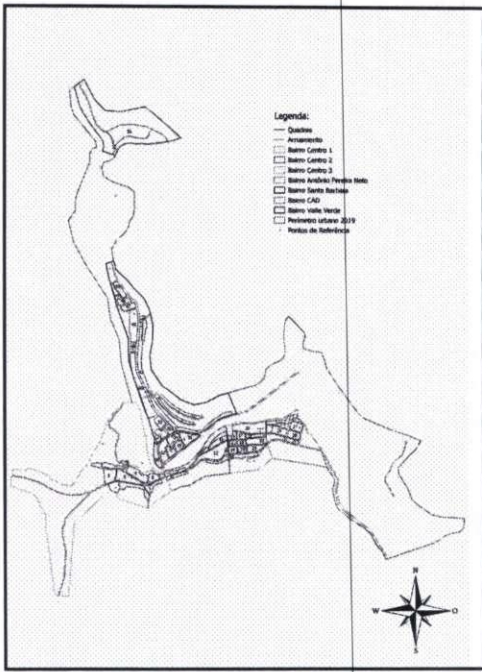 Legenda:
Quadras
Arruamento
Bairro Centro 1
Bairro Centro 2
Bairro Centro 3
Bairro Antônio Pereira Neto
Bairro Santa Barbara
Bairro CAD
Bairro Valle Verde
Perímetro urbano 2019
Pontos de Referência
N
W
O
S